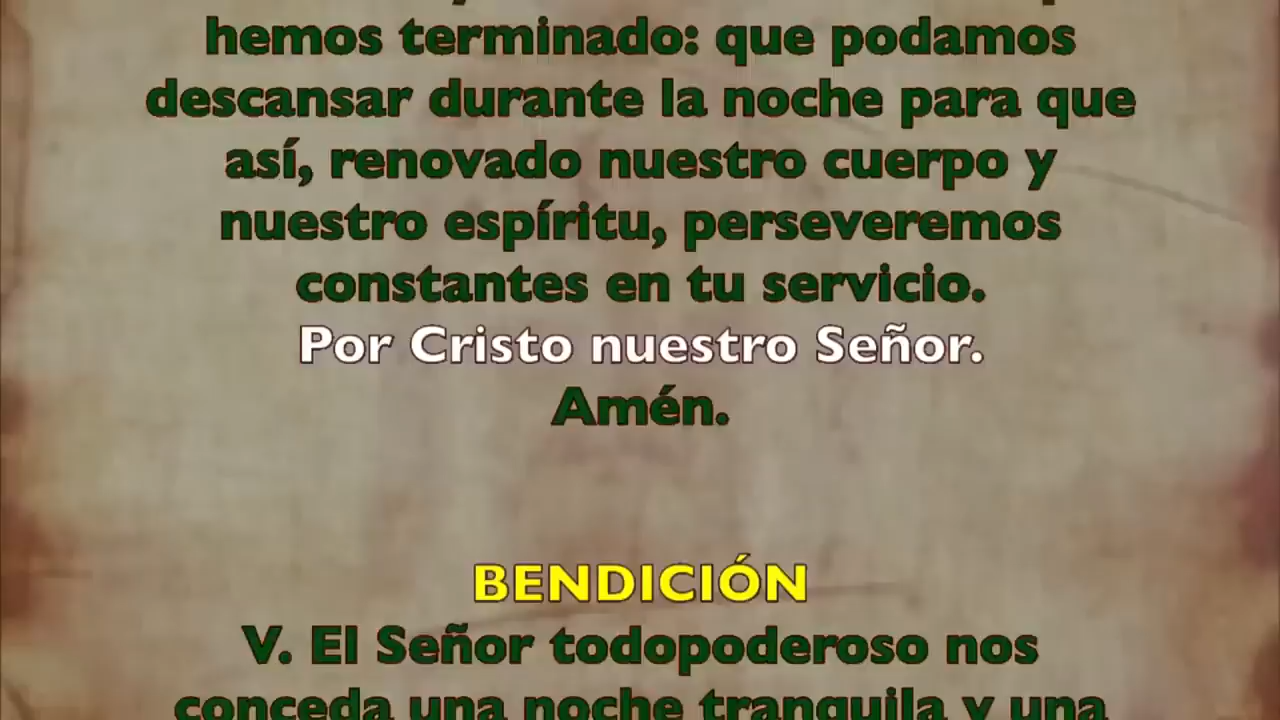 hemos terminado: que podamos
descansar durante la noche para que
así, renovado nuestro cuerpo y
nuestro espíritu, perseveremos
constantes en tu servicio.
Por Cristo nuestro Señor.
Amén.
BENDICIÓN
V. El Señor todopoderoso nos
conceda una noche tranquila y una